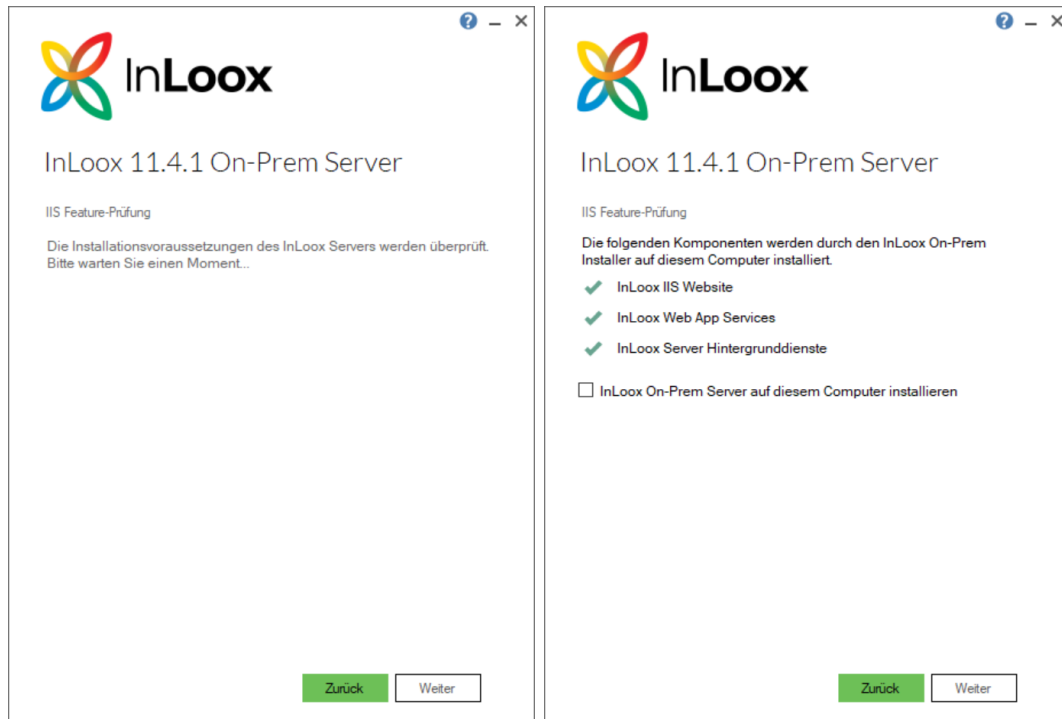 InLoox
InLoox 11.4.1 On-Prem Server
IIS Feature-Prüfung
Die Installationsvoraussetzungen des InLoox Servers werden überprüft.
Bitte warten Sie einen Moment...
Zurück
Weiter
InLoox
InLoox 11.4.1 On-Prem Server
IIS Feature-Prüfung
Die folgenden Komponenten werden durch den InLoox On-Prem
Installer auf diesem Computer installiert.
InLoox IIS Website
InLoox Web App Services
InLoox Server Hintergrunddienste
InLoox On-Prem Server auf diesem Computer installieren
Zurück
Weiter